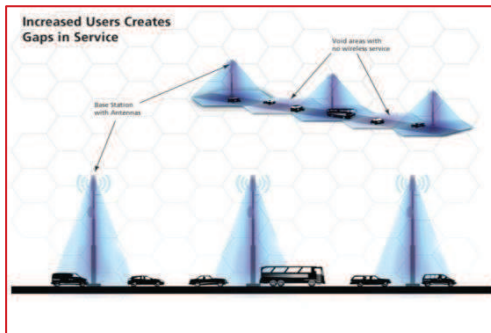 Increased Users Creates
Gaps in Service
Void areas with
no wireless service
Base Station
with Antennas